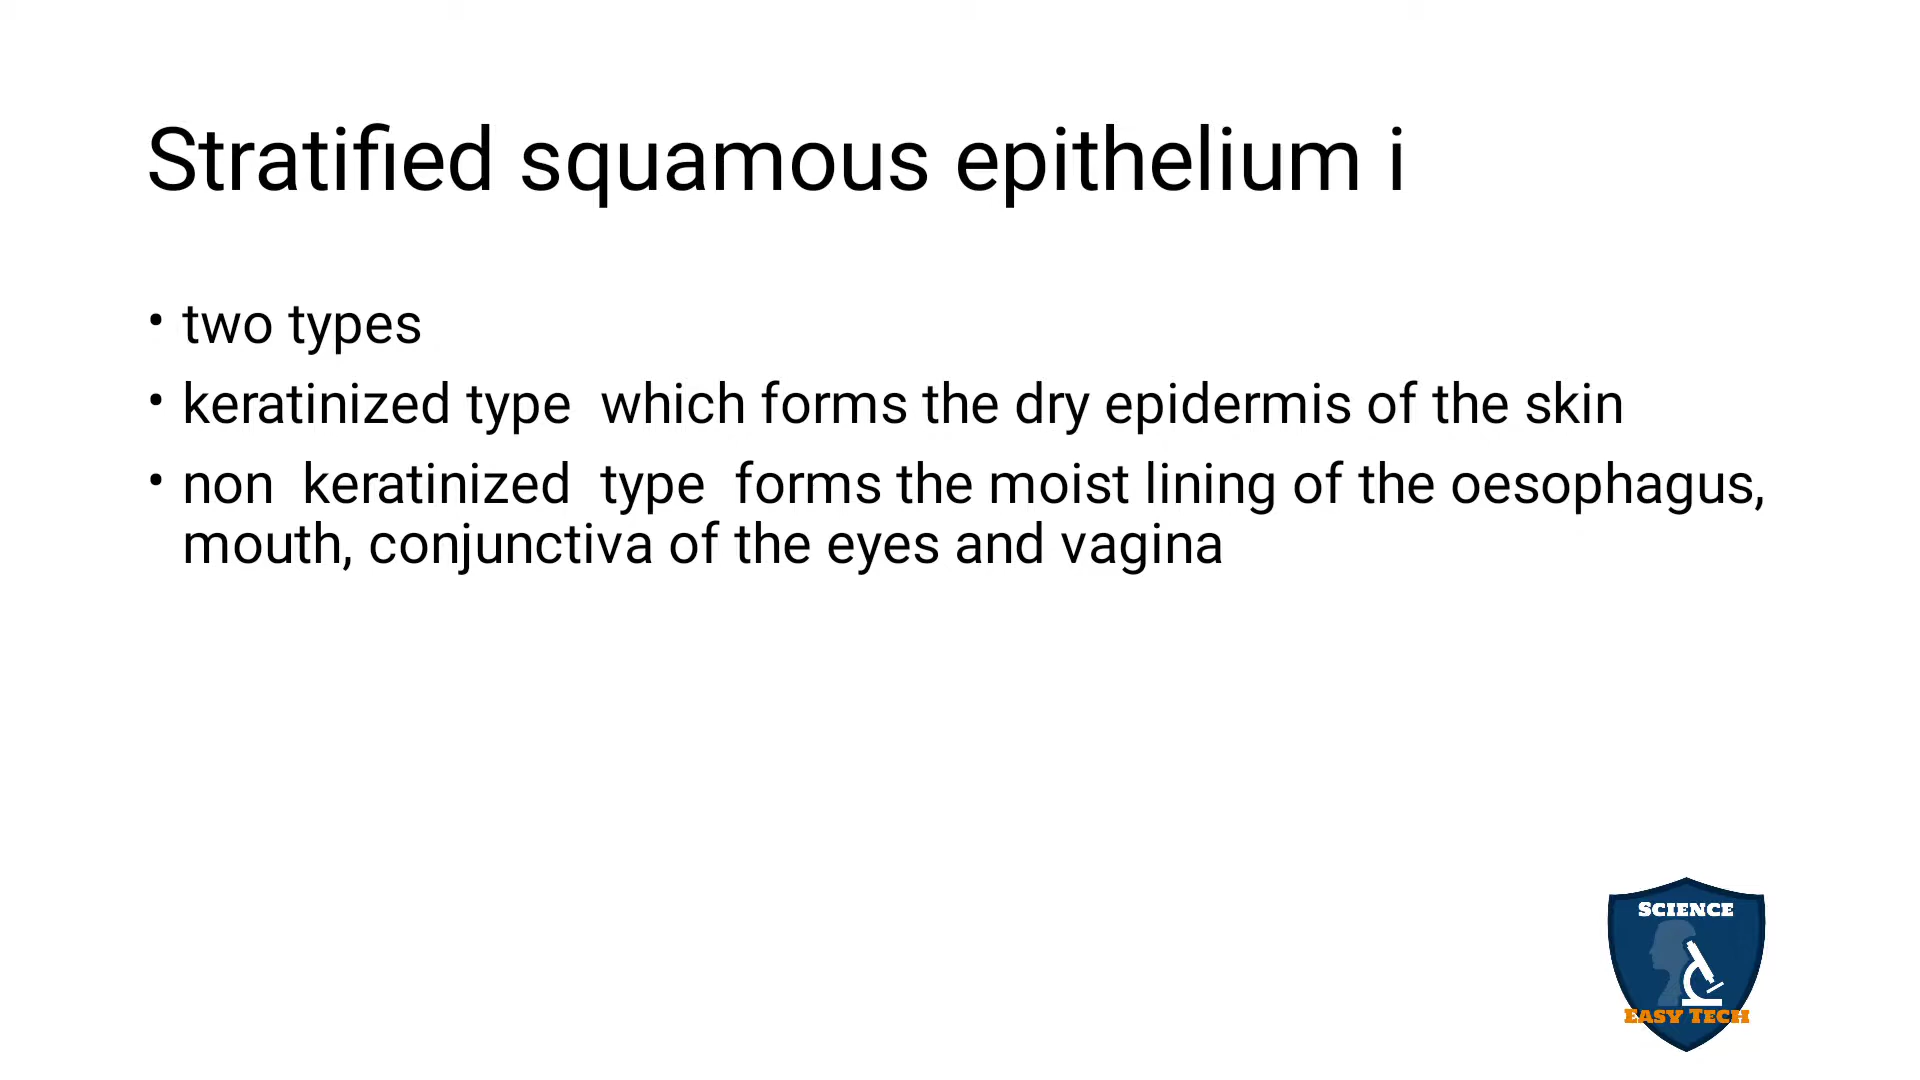 Stratified squamous epithelium i
• two types
• keratinized type  which forms the dry epidermis of the skin
• non  keratinized  type  forms the moist lining of the oesophagus,
mouth, conjunctiva of the eyes and vagina
SCIENCE
EASY TECH